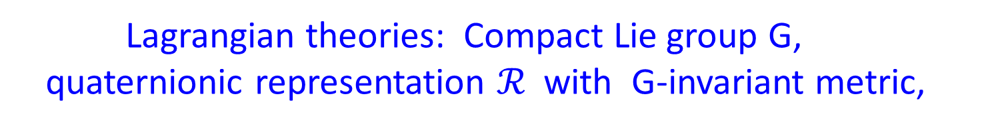 Lagrangian theories: Compact Lie group G,
quaternionic representation ℛ with G-invariant metric,